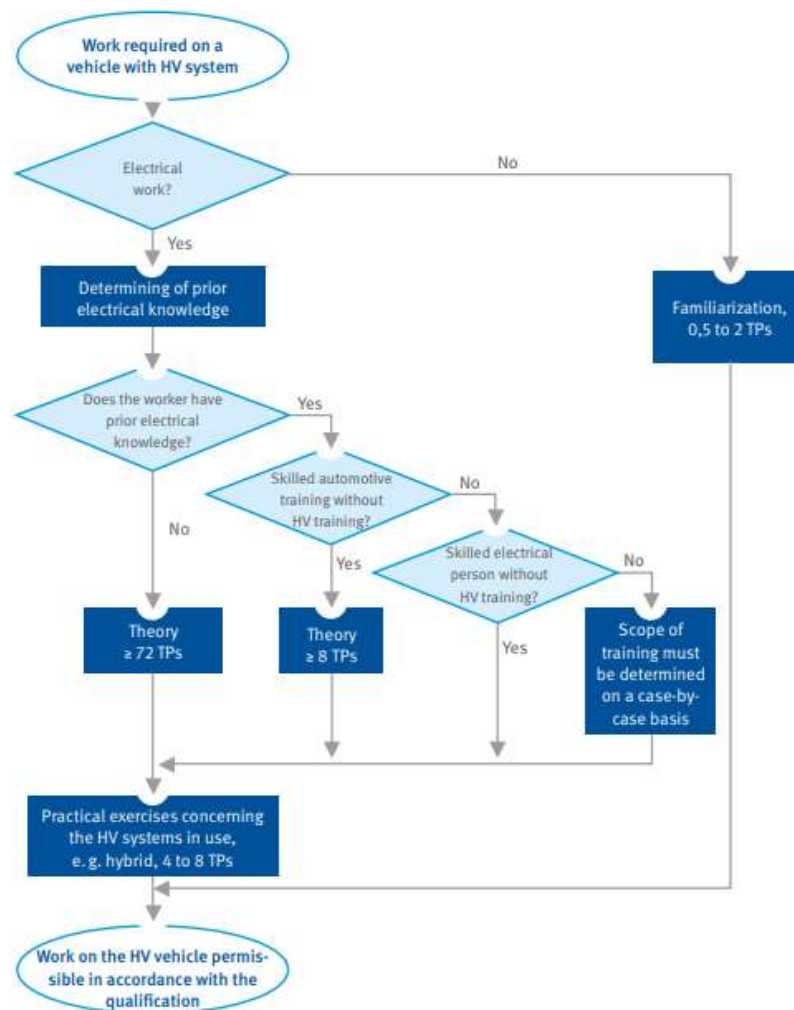 Work required on a
vehicle with HV system
Electrical
work?
No
Yes
Determining of prior
electrical knowledge
Familiarization,
0,5 to 2 TPs
Does the worker have
prior electrical
knowledge?
Yes
No
Skilled automotive
training without
HV training?
No
Yes
Skilled electrical
person without
HV training?
No
Yes
Theory
≥ 72 TPs
Theory
≥ 8 TPs
Scope of
training must
be determined
on a case-by-
case basis
Practical exercises concerning
the HV systems in use,
e. g. hybrid, 4 to 8 TPs
Work on the HV vehicle permis-
sible in accordance with the
qualification